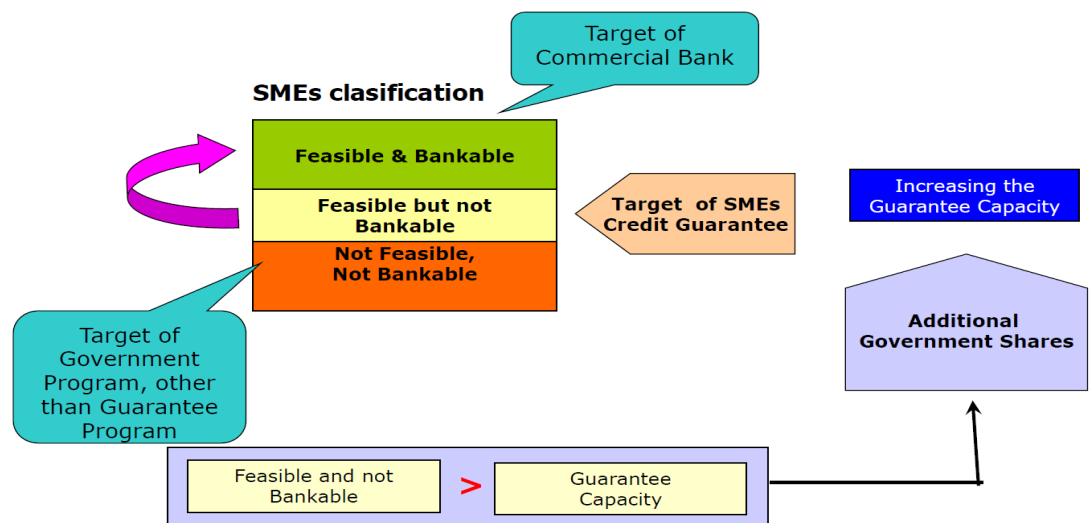 Target of
Commercial Bank
SMEs clasification
Feasible & Bankable
Feasible but not
Bankable
Not Feasible,
Not Bankable
Target  of SMEs
Credit Guarantee
Increasing the
Guarantee Capacity
Additional
Government Shares
Target of
Government
Program, other
than Guarantee
Program
Feasible and not
Bankable
>
Guarantee
Capacity